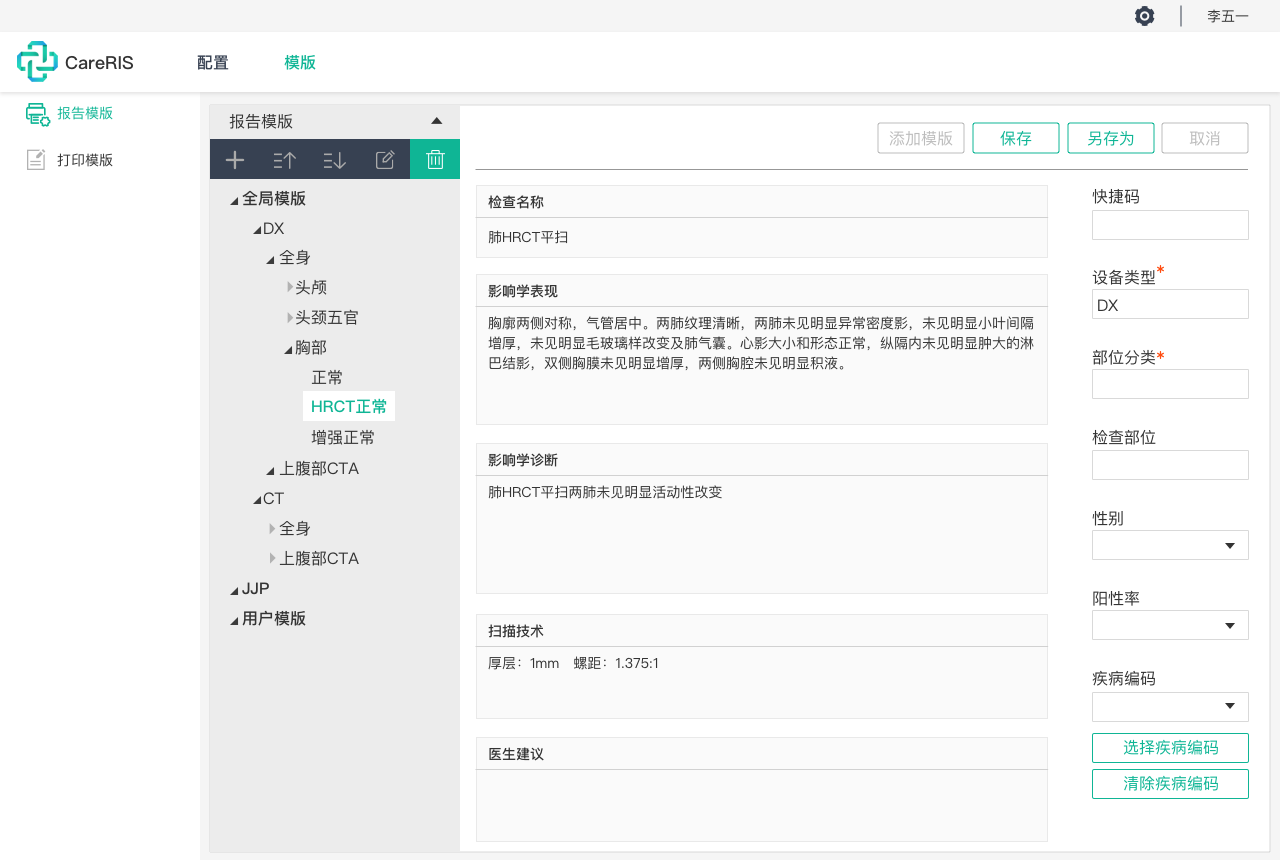 李五一
CareRIS
配置
模版
报告模版
打印模版
报告模版
全局模版
DX
全身
头颅
头颈五官
胸部
正常
HRCT正常
增强正常
上腹部CTA
CT
全身
上腹部CTA
JJP
用户模版
添加模版
保存
另存为
取消
检查名称
肺HRCT平扫
影响学表现
胸廓两侧对称，气管居中。两肺纹理清晰，两肺未见明显异常密度影，未见明显小叶间隔
增厚，未见明显毛玻璃样改变及肺气囊。心影大小和形态正常，纵隔内未见明显肿大的淋
巴结影，双侧胸膜未见明显增厚，两侧胸腔未见明显积液。
影响学诊断
肺HRCT平扫两肺未见明显活动性改变
扫描技术
厚层：1mm 螺距：1.375:1
医生建议
快捷码
设备类型*
DX
部位分类*
检查部位
性别
阳性率
疾病编码
选择疾病编码
清除疾病编码